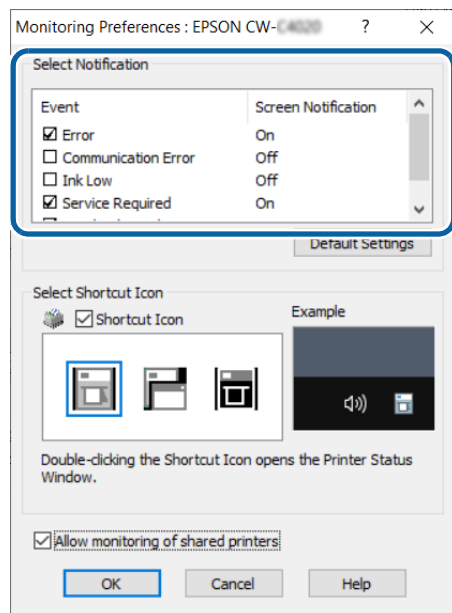 Monitoring Preferences : EPSON CW- ? ×
Select Notification
Event Screen Notification
Error On
Communication Error Off
Ink Low Off
Service Required On
Default Settings
Select Shortcut Icon
Shortcut Icon
Example
Double-clicking the Shortcut Icon opens the Printer Status
Window.
Allow monitoring of shared printers
OK Cancel Help